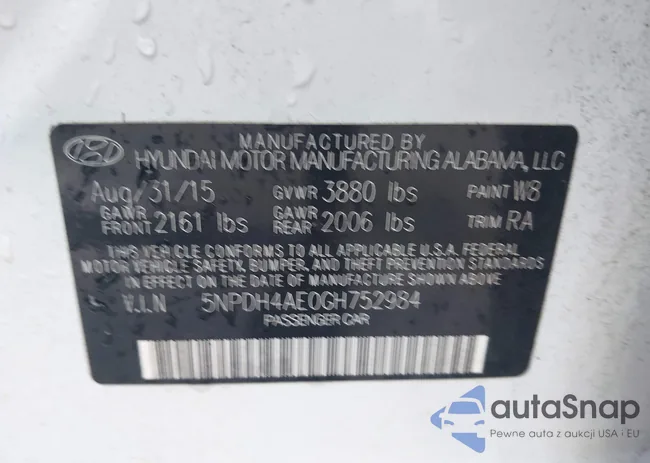 MANUFACTURED BY
HYUNDAI MOTOR MANUFACTURING ALABAMA, LLC
Aug/31/15 GVWR 3880 lbs PAINT W8
GAWR FRONT 2161 lbs GAWR REAR 2006 lbs TRIM RA
THIS VEHICLE CONFORMS TO ALL APPLICABLE U.S.A. FEDERAL
MOTOR VEHICLE SAFETY, BUMPER, AND THEFT PREVENTION STANDARDS
IN EFFECT ON THE DATE OF MANUFACTURE SHOWN ABOVE.
V.I.N 5NPDH4AE0GH752984
PASSENGER CAR
autaSnap
Pewne auta z aukcji USA · EU